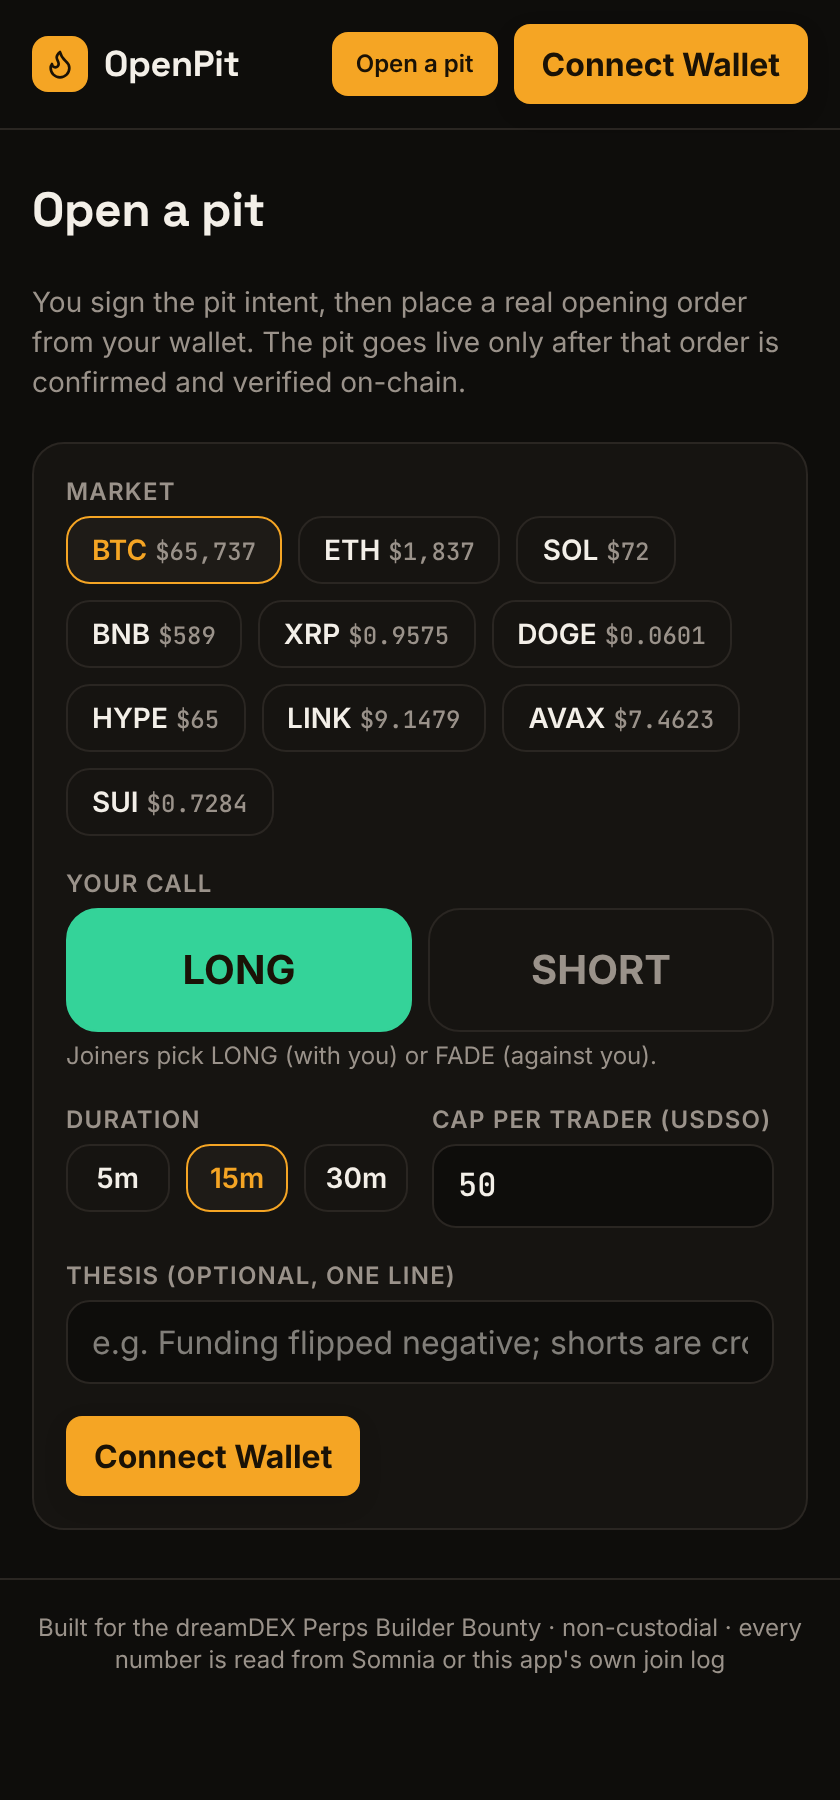 OpenPit
Open a pit
Connect Wallet
Open a pit
You sign the pit intent, then place a real opening order
from your wallet. The pit goes live only after that order is
confirmed and verified on-chain.
MARKET
BTC $65,737
ETH $1,837
SOL $72
BNB $589
XRP $0.9575
DOGE $0.0601
HYPE $65
LINK $9.1479
AVAX $7.4623
SUI $0.7284
YOUR CALL
LONG
SHORT
Joiners pick LONG (with you) or FADE (against you).
DURATION
5m
15m
30m
CAP PER TRADER (USDSO)
50
THESIS (OPTIONAL, ONE LINE)
e.g. Funding flipped negative; shorts are
Connect Wallet
Built for the dreamDEX Perps Builder Bounty · non-custodial · every
number is read from Somnia or this app's own join log